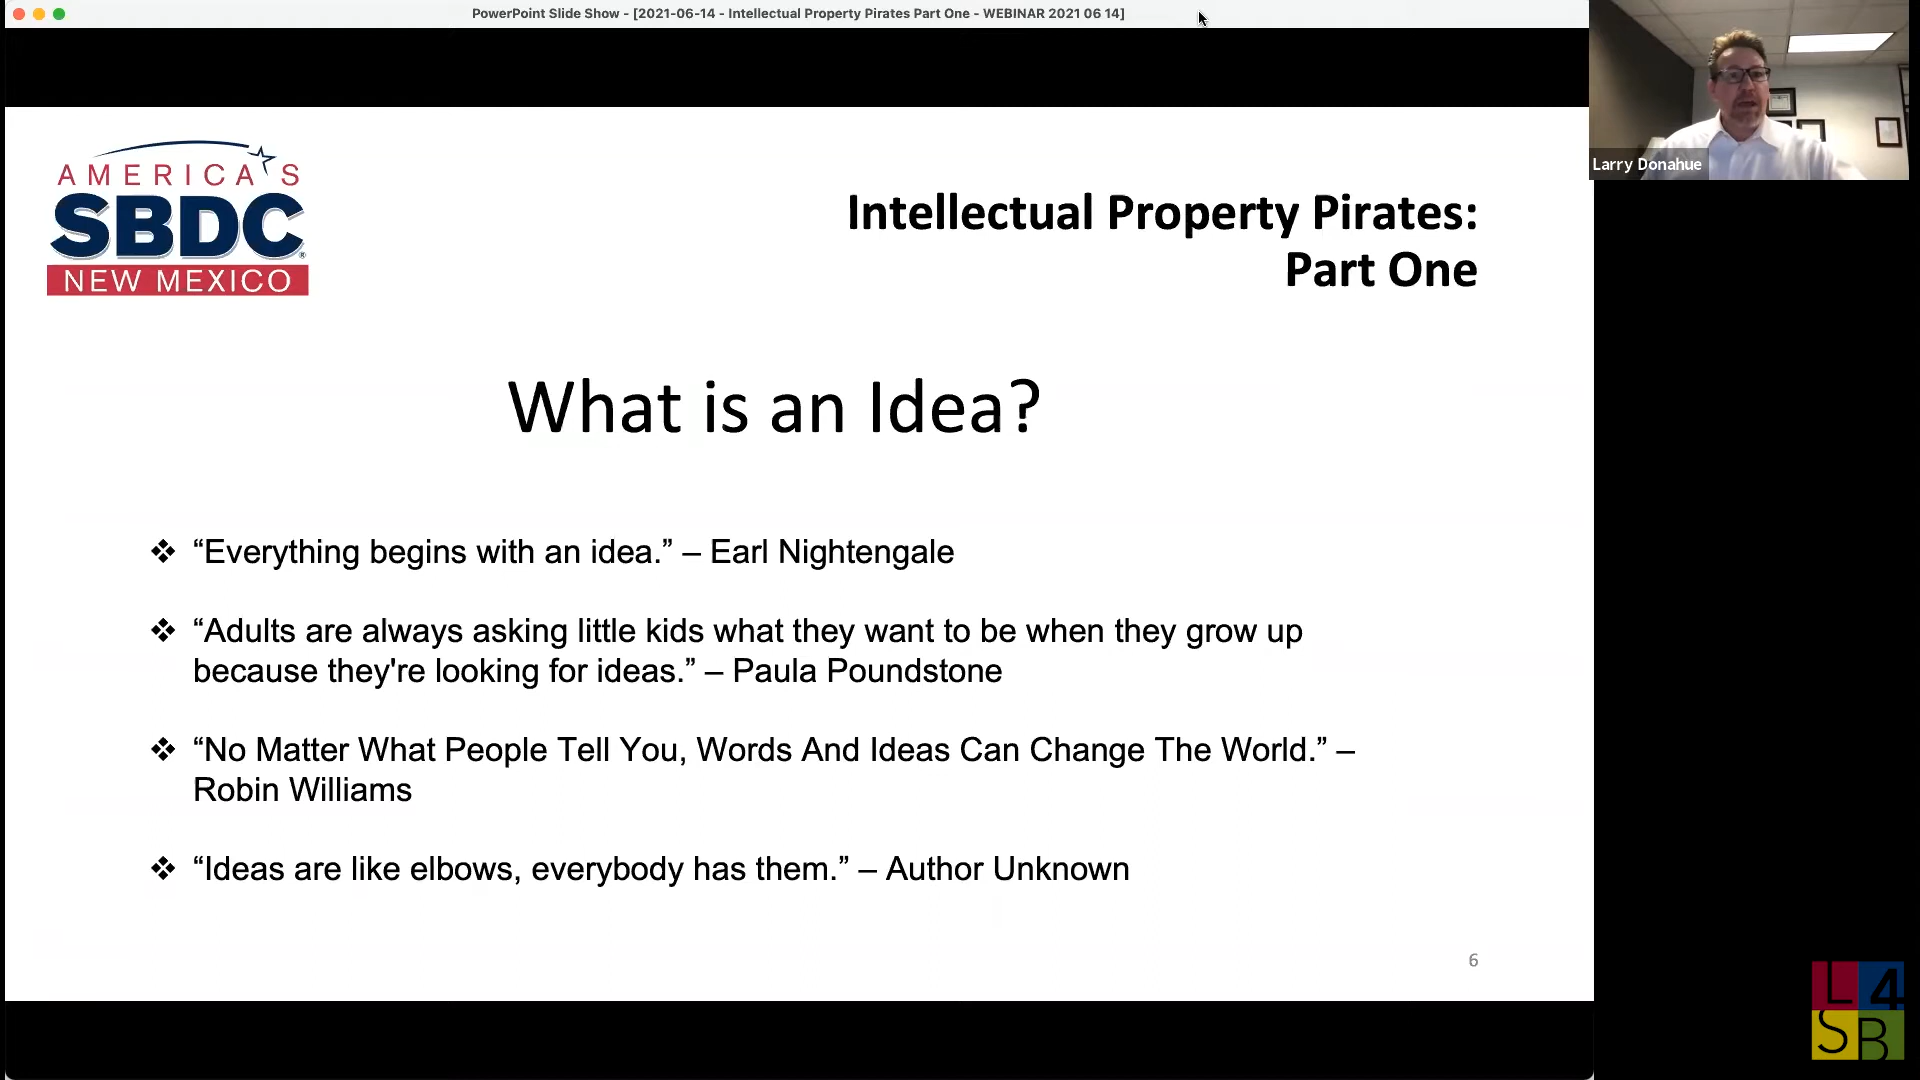 PowerPoint Slide Show - [2021-06-14 - Intellectual Property Pirates Part One - WEBINAR 2021 06 14]
Larry Donahue
AMERICA'S
SBDC
NEW MEXICO
Intellectual Property Pirates:
Part One
What is an Idea?
❖ “Everything begins with an idea.” – Earl Nightengale
❖ “Adults are always asking little kids what they want to be when they grow up
because they're looking for ideas.” – Paula Poundstone
❖ “No Matter What People Tell You, Words And Ideas Can Change The World.” –
Robin Williams
❖ “Ideas are like elbows, everybody has them.” – Author Unknown
6
L4
SB